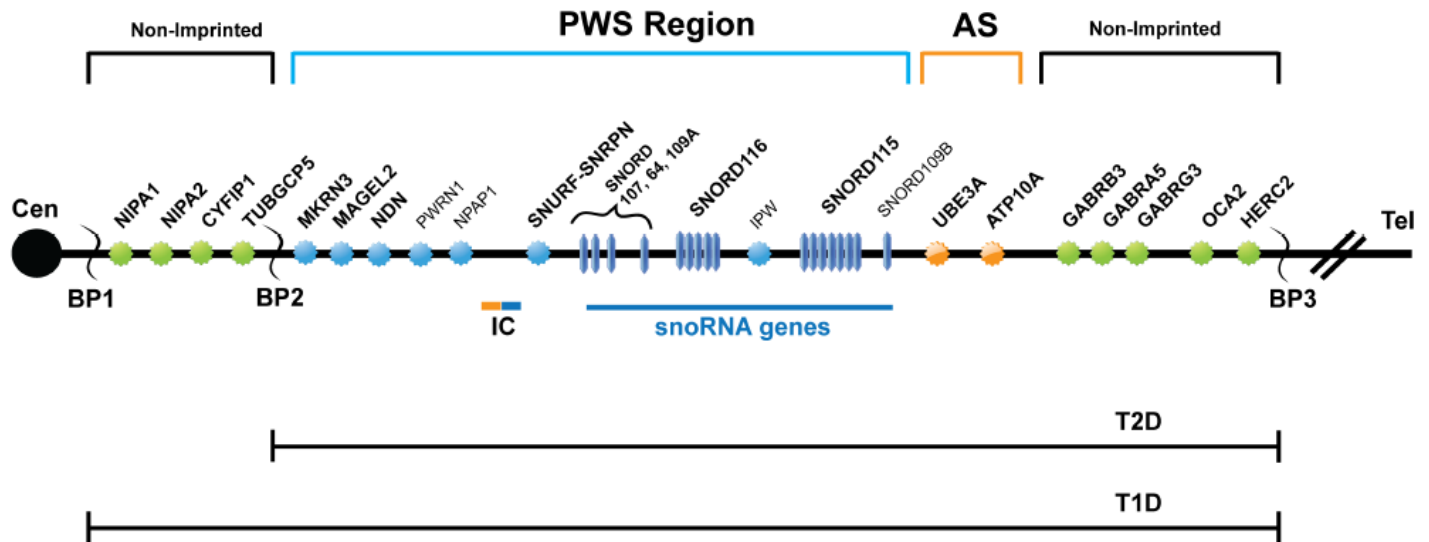 Non-Imprinted
PWS Region
AS
Non-Imprinted
Cen
NIPA1
NIPA2
CYFIP1
TUBGCP5
MKRN3
MAGEL2
NDN
PWRN1
NPAP1
SNURF-SNRPN
SNORD
107, 64, 109A
SNORD116
IPW
SNORD115
SNORD109B
UBE3A
ATP10A
GABRB3
GABRA5
GABRG3
OCA2
HERC2
Tel
BP1
BP2
BP3
IC
snoRNA genes
T2D
T1D